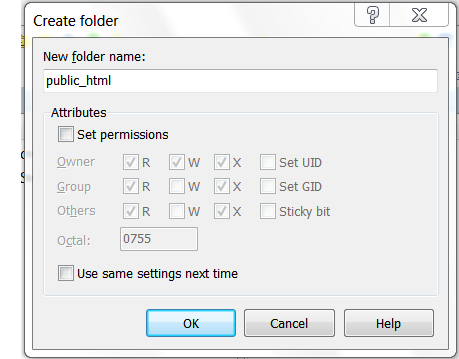 Create folder
New folder name:
public_html
Attributes
Set permissions
Owner R W X Set UID
Group R W X Set GID
Others R W X Sticky bit
Octal: 0755
Use same settings next time
OK Cancel Help